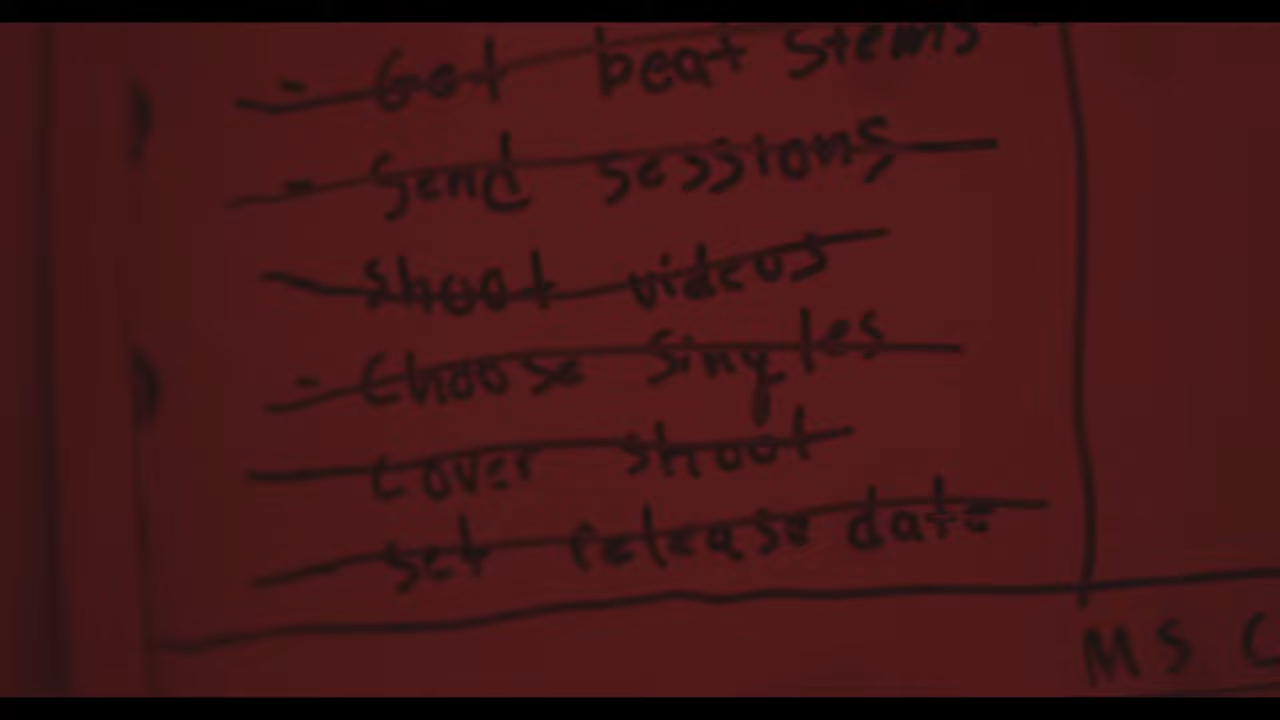 - Get beat stems
- Send sessions
shoot videos
- Choose Singles
cover shoot
set release date
MS C